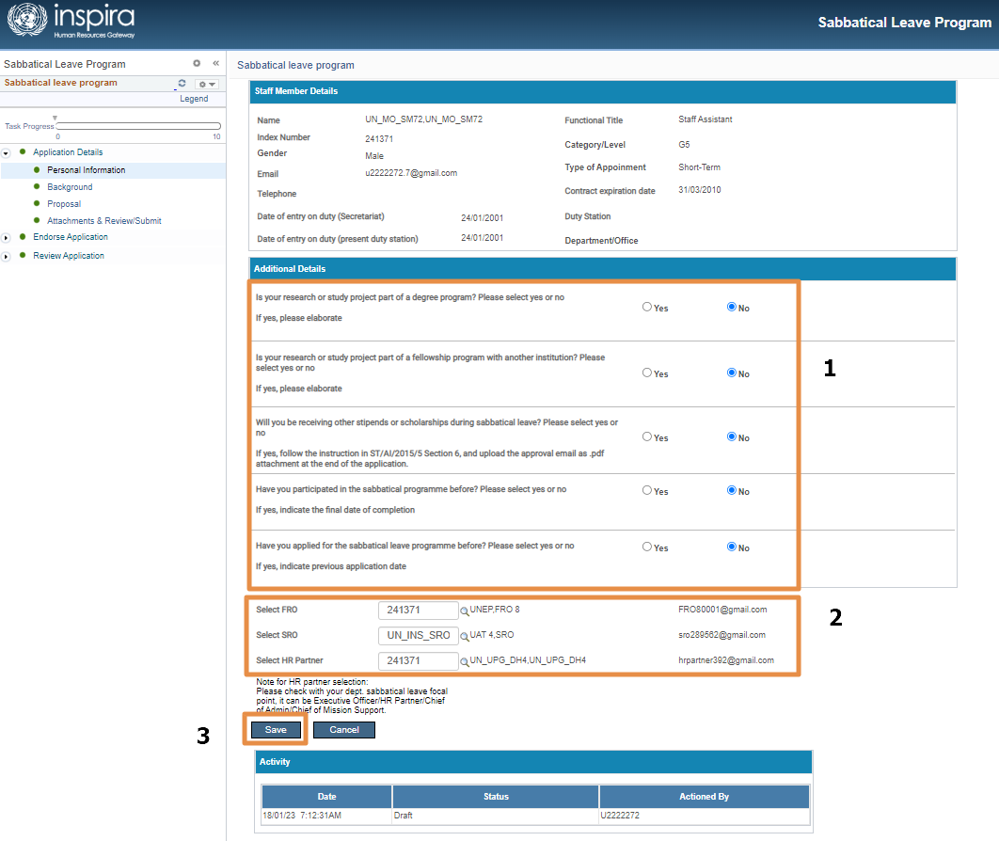 inspira
Human Resources Gateway
Sabbatical Leave Program
Sabbatical Leave Program
Sabbatical leave program
Legend
Task Progress
0 10
Application Details
Personal Information
Background
Proposal
Attachments & Review/Submit
Endorse Application
Review Application
Sabbatical leave program
Staff Member Details
Name UN_MO_SM72,UN_MO_SM72 Functional Title Staff Assistant
Index Number 241371 Category/Level G5
Gender Male
Email u2222272.7@gmail.com Type of Appoinment Short-Term
Telephone Contract expiration date 31/03/2010
Date of entry on duty (Secretariat) 24/01/2001 Duty Station
Date of entry on duty (present duty station) 24/01/2001 Department/Office
Additional Details
Is your research or study project part of a degree program? Please select yes or no
Yes No
If yes, please elaborate
Is your research or study project part of a fellowship program with another institution? Please
select yes or no
Yes No
If yes, please elaborate
1
Will you be receiving other stipends or scholarships during sabbatical leave? Please select yes or
no
Yes No
If yes, follow the instruction in ST/AI/2015/5 Section 6, and upload the approval email as .pdf
attachment at the end of the application.
Have you participated in the sabbatical programme before? Please select yes or no
Yes No
If yes, indicate the final date of completion
Have you applied for the sabbatical leave programme before? Please select yes or no
Yes No
If yes, indicate previous application date
Select FRO 241371 UNEP,FRO 8 FRO80001@gmail.com
2
Select SRO UN_INS_SRO UAT 4,SRO sro289562@gmail.com
Select HR Partner 241371 UN_UPG_DH4,UN_UPG_DH4 hrpartner392@gmail.com
Note for HR partner selection:
Please check with your dept. sabbatical leave focal
point, it can be Executive Officer/HR Partner/Chief
of Admin/Chief of Mission Support.
3
Save Cancel
Activity
Date Status Actioned By
18/01/23 7:12:31AM Draft U2222272